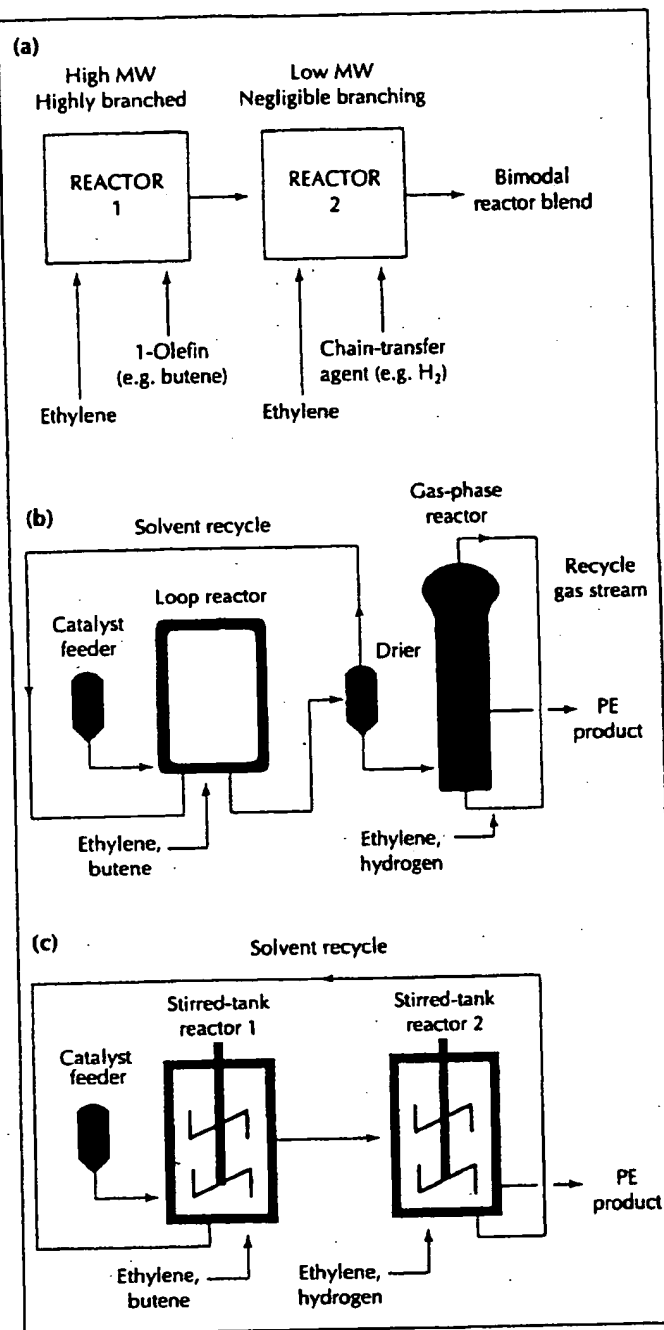 (a)
High MW
Highly branched
Low MW
Negligible branching
REACTOR
1
REACTOR
2
Bimodal
reactor blend
1-Olefin
(e.g. butene)
Chain-transfer
agent (e.g. H₂)
Ethylene
Ethylene
(b)
Gas-phase
reactor
Solvent recycle
Recycle
gas stream
Loop reactor
Catalyst
feeder
Drier
PE
product
Ethylene,
butene
Ethylene,
hydrogen
(c)
Solvent recycle
Stirred-tank
reactor 1
Stirred-tank
reactor 2
Catalyst
feeder
PE
product
Ethylene,
butene
Ethylene,
hydrogen